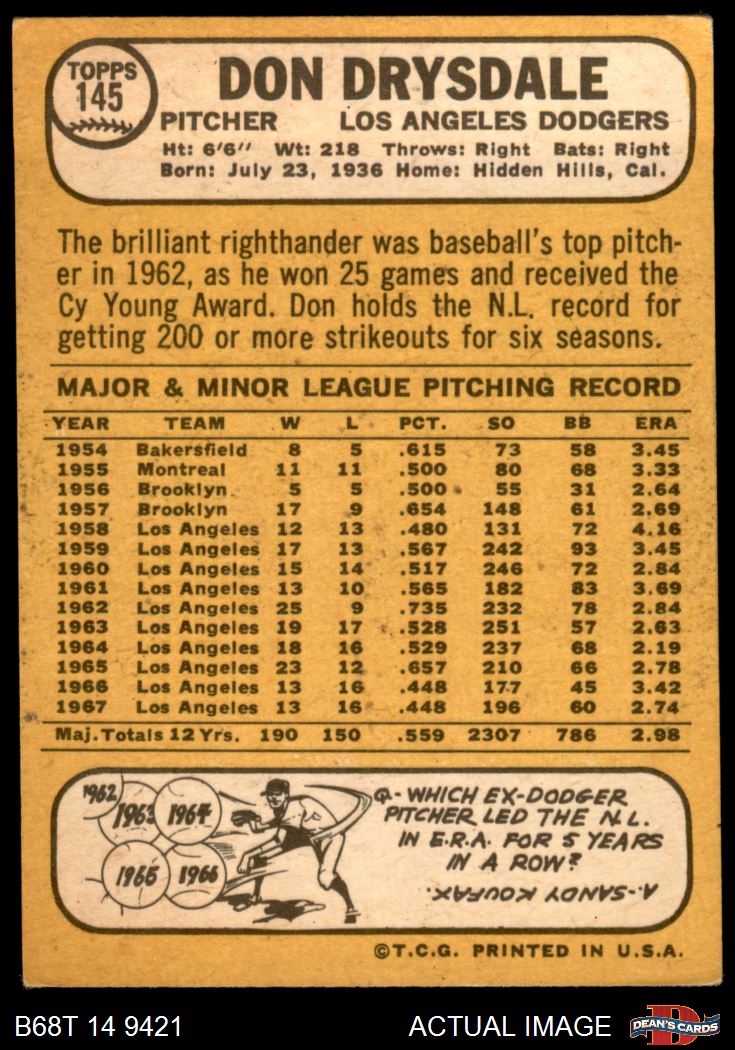 TOPPS
145
DON DRYSDALE
PITCHER LOS ANGELES DODGERS
Ht: 6'6" Wt: 218 Throws: Right Bats: Right
Born: July 23, 1936 Home: Hidden Hills, Cal.
The brilliant righthander was baseball's top pitch-
er in 1962, as he won 25 games and received the
Cy Young Award. Don holds the N.L. record for
getting 200 or more strikeouts for six seasons.
MAJOR & MINOR LEAGUE PITCHING RECORD
YEAR TEAM W L PCT. SO BB ERA
1954 Bakersfield 8 5 .615 73 58 3.45
1955 Montreal 11 11 .500 80 68 3.33
1956 Brooklyn 5 5 .500 55 31 2.64
1957 Brooklyn 17 9 .654 148 61 2.69
1958 Los Angeles 12 13 .480 131 72 4.16
1959 Los Angeles 17 13 .567 242 93 3.45
1960 Los Angeles 15 14 .517 246 72 2.84
1961 Los Angeles 13 10 .565 182 83 3.69
1962 Los Angeles 25 9 .735 232 78 2.84
1963 Los Angeles 19 17 .528 251 57 2.63
1964 Los Angeles 18 16 .529 237 68 2.19
1965 Los Angeles 23 12 .657 210 66 2.78
1966 Los Angeles 13 16 .448 177 45 3.42
1967 Los Angeles 13 16 .448 196 60 2.74
Maj. Totals 12 Yrs. 190 150 .559 2307 786 2.98
1962
1963 1964
1965 1966
Q- WHICH EX-DODGER
PITCHER LED THE N.L.
IN E.R.A. FOR 5 YEARS
IN A ROW?
A.-SANDY KOUFAX.
©T.C.G. PRINTED IN U.S.A.
B68T 14 9421 ACTUAL IMAGE
D
DEAN'S CARDS